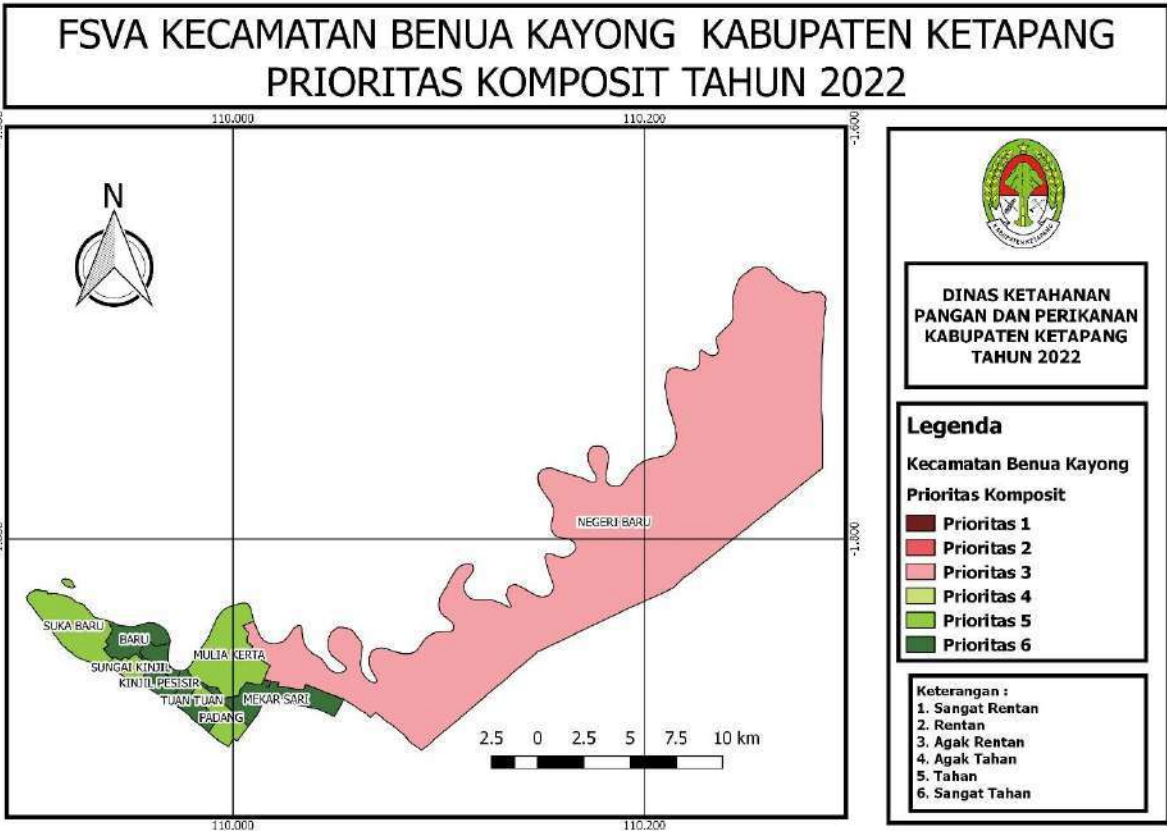 FSVA KECAMATAN BENUA KAYONG KABUPATEN KETAPANG
PRIORITAS KOMPOSIT TAHUN 2022
110.000
110.200
-1.600
N
KABUPATEN KETAPANG
DINAS KETAHANAN
PANGAN DAN PERIKANAN
KABUPATEN KETAPANG
TAHUN 2022
Legenda
Kecamatan Benua Kayong
Prioritas Komposit
Prioritas 1
Prioritas 2
Prioritas 3
Prioritas 4
Prioritas 5
Prioritas 6
NEGERI BARU
-1.800
SUKA BARU
BARU
MULIA KERTA
SUNGAI KINJIL
KINJIL PESISIR
TUAN TUAN
MEKAR SARI
PADANG
2.5 0 2.5 5 7.5 10 km
Keterangan :
1. Sangat Rentan
2. Rentan
3. Agak Rentan
4. Agak Tahan
5. Tahan
6. Sangat Tahan
110.000
110.200